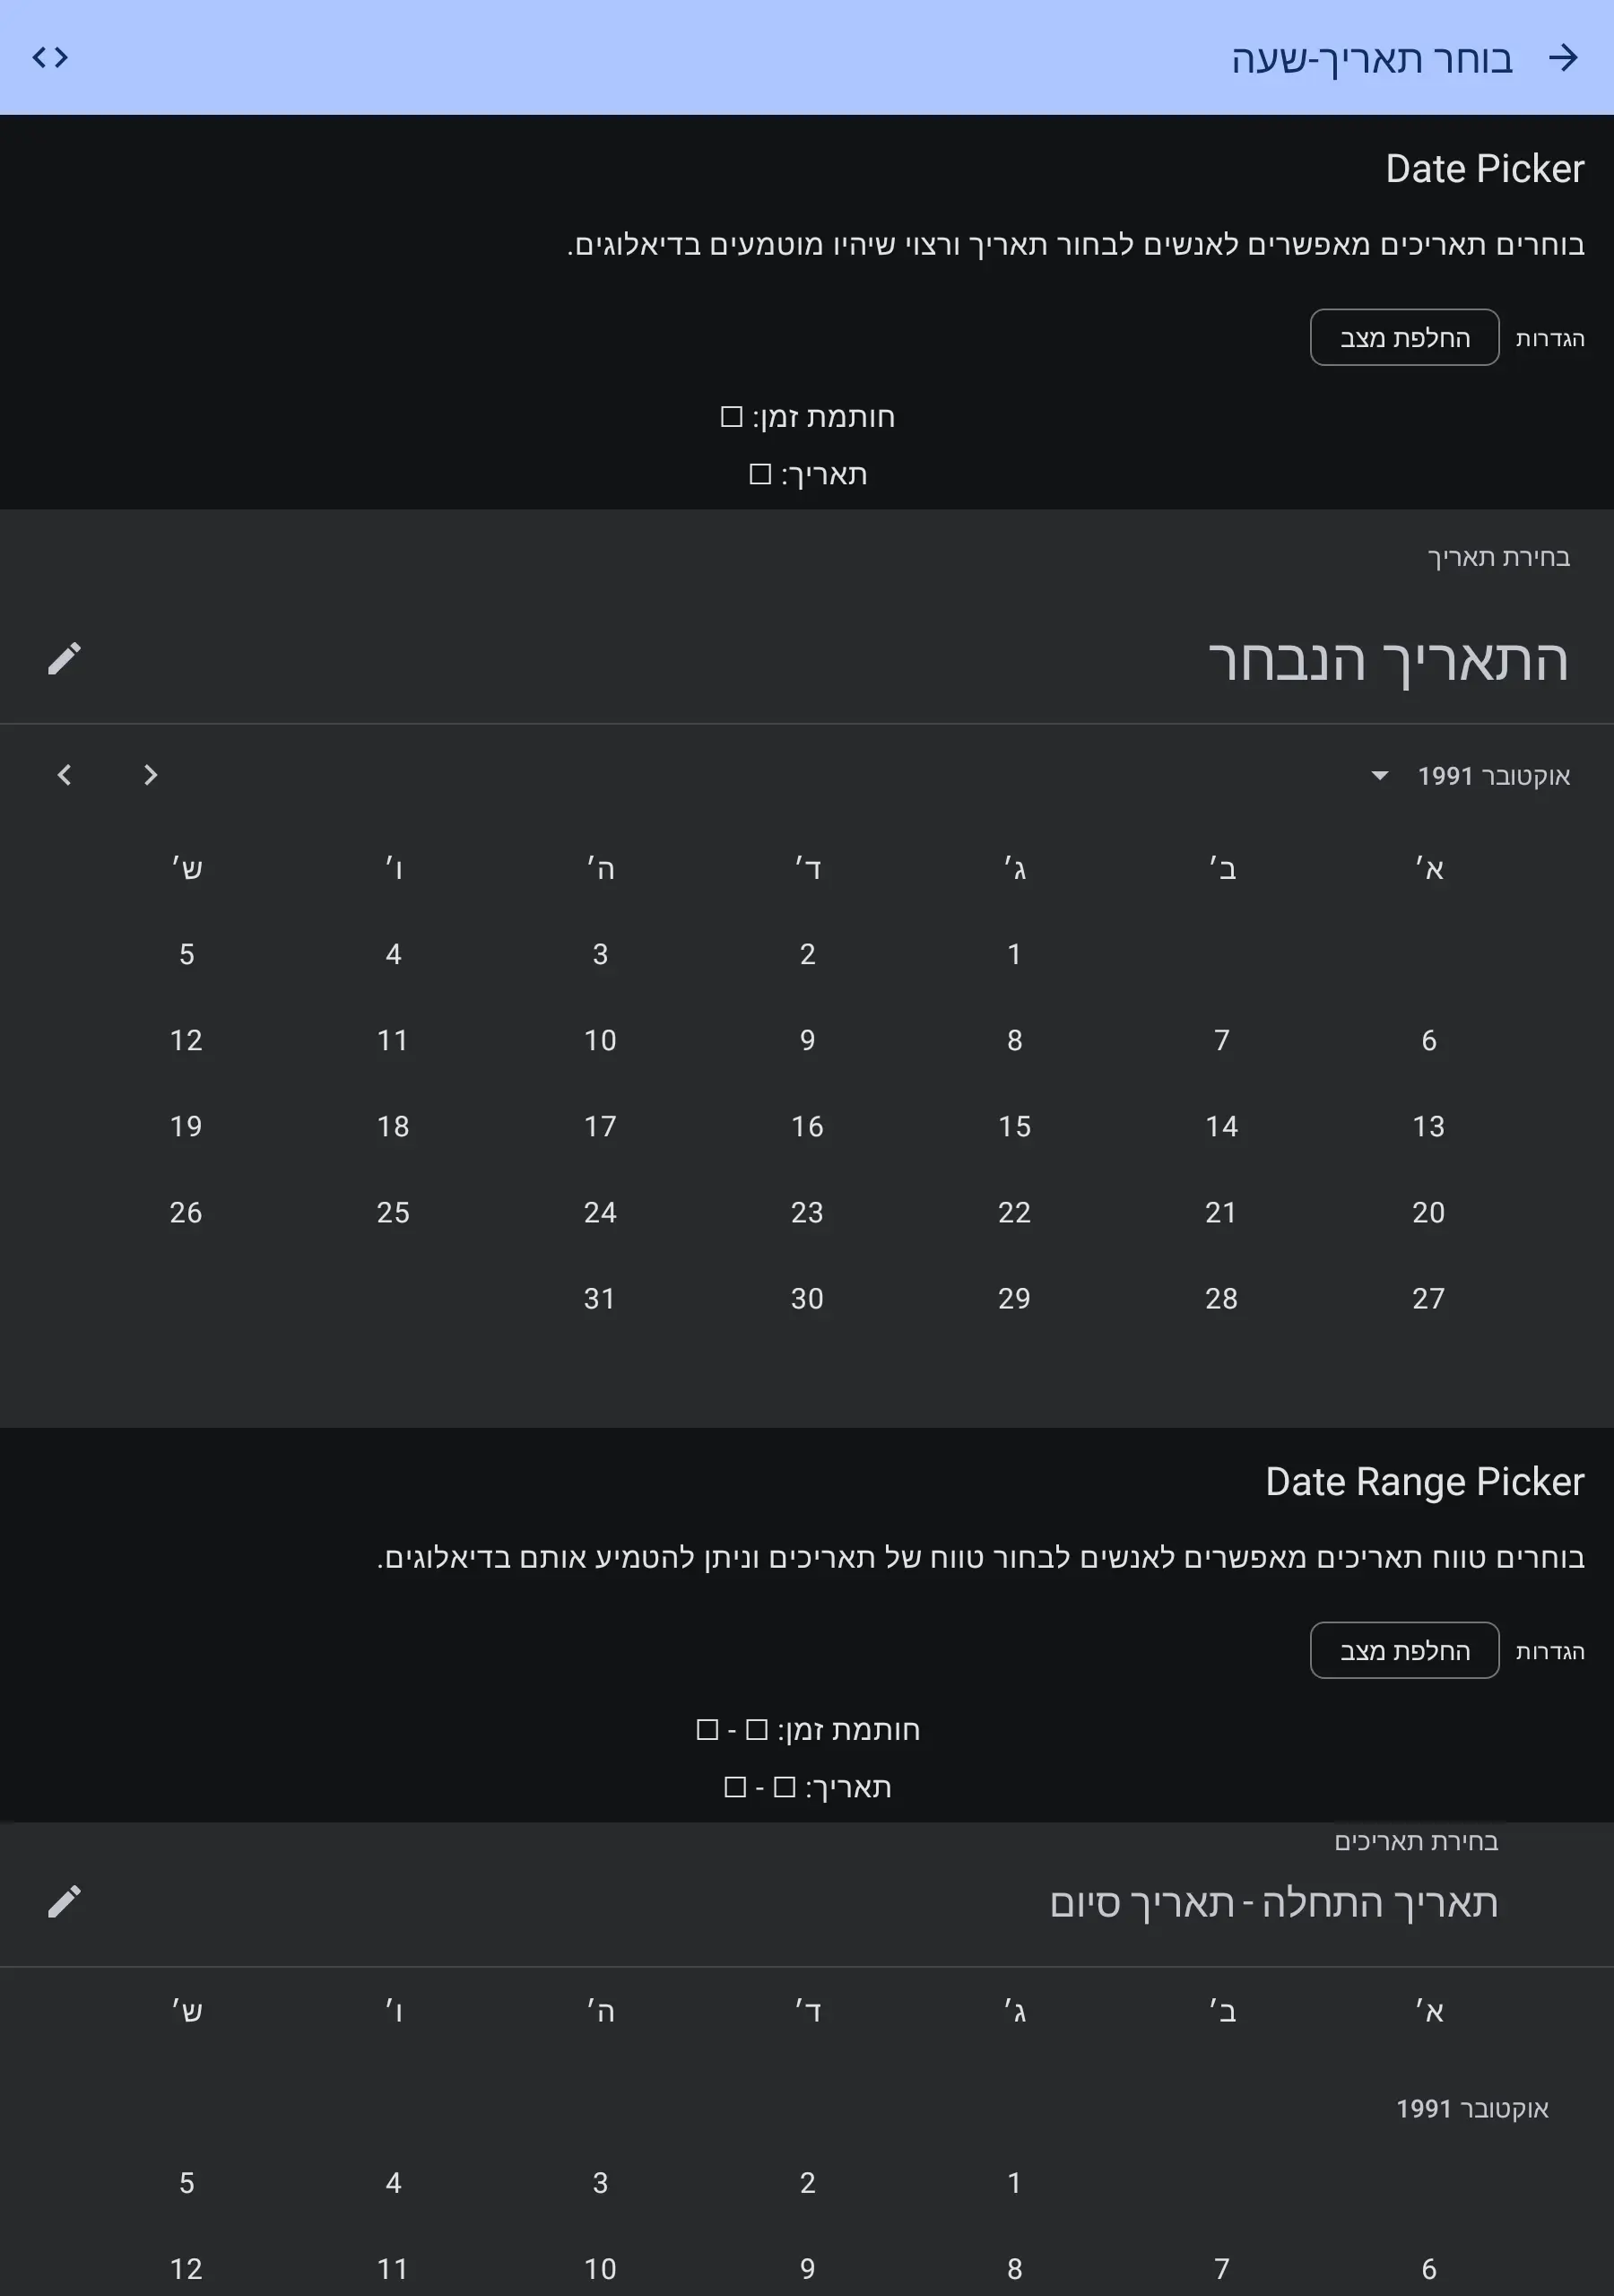 בוחר תאריך-שעה
Date Picker
בוחרים תאריכים מאפשרים לאנשים לבחור תאריך ורצוי שיהיו מוטמעים בדיאלוגים.
הגדרות החלפת מצב
חותמת זמן: □
תאריך: □
בחירת תאריך
התאריך הנבחר
אוקטובר 1991
א׳ ב׳ ג׳ ד׳ ה׳ ו׳ ש׳
1 2 3 4 5
6 7 8 9 10 11 12
13 14 15 16 17 18 19
20 21 22 23 24 25 26
27 28 29 30 31
Date Range Picker
בוחרים טווח תאריכים מאפשרים לאנשים לבחור טווח של תאריכים וניתן להטמיע אותם בדיאלוגים.
הגדרות החלפת מצב
חותמת זמן: □ - □
תאריך: □ - □
בחירת תאריכים
תאריך התחלה - תאריך סיום
א׳ ב׳ ג׳ ד׳ ה׳ ו׳ ש׳
אוקטובר 1991
1 2 3 4 5
6 7 8 9 10 11 12